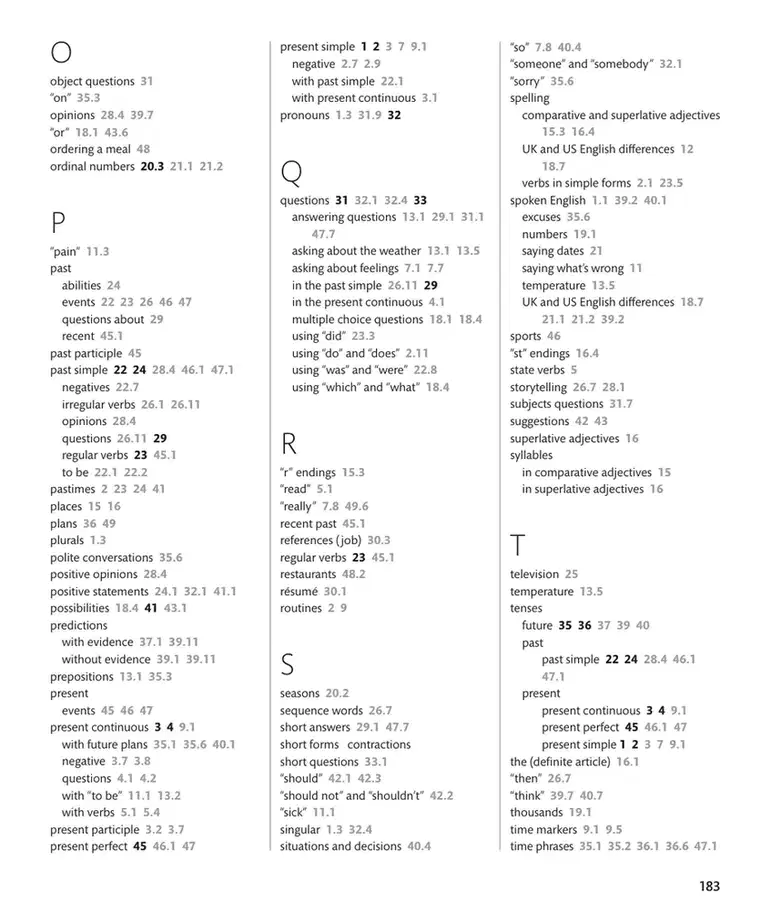 O
object questions 31
“on” 35.3
opinions 28.4 39.7
“or” 18.1 43.6
ordering a meal 48
ordinal numbers 20.3 21.1 21.2
P
“pain” 11.3
past
abilities 24
events 22 23 26 46 47
questions about 29
recent 45.1
past participle 45
past simple 22 24 28.4 46.1 47.1
negatives 22.7
irregular verbs 26.1 26.11
opinions 28.4
questions 26.11 29
regular verbs 23 45.1
to be 22.1 22.2
pastimes 2 23 24 41
places 15 16
plans 36 49
plurals 1.3
polite conversations 35.6
positive opinions 28.4
positive statements 24.1 32.1 41.1
possibilities 18.4 41 43.1
predictions
with evidence 37.1 39.11
without evidence 39.1 39.11
prepositions 13.1 35.3
present
events 45 46 47
present continuous 3 4 9.1
with future plans 35.1 35.6 40.1
negative 3.7 3.8
questions 4.1 4.2
with “to be” 11.1 13.2
with verbs 5.1 5.4
present participle 3.2 3.7
present perfect 45 46.1 47
present simple 1 2 3 7 9.1
negative 2.7 2.9
with past simple 22.1
with present continuous 3.1
pronouns 1.3 31.9 32
Q
questions 31 32.1 32.4 33
answering questions 13.1 29.1 31.1
47.7
asking about the weather 13.1 13.5
asking about feelings 7.1 7.7
in the past simple 26.11 29
in the present continuous 4.1
multiple choice questions 18.1 18.4
using “did” 23.3
using “do” and “does” 2.11
using “was” and “were” 22.8
using “which” and “what” 18.4
R
“r” endings 15.3
“read” 5.1
“really” 7.8 49.6
recent past 45.1
references (job) 30.3
regular verbs 23 45.1
restaurants 48.2
résumé 30.1
routines 2 9
S
seasons 20.2
sequence words 26.7
short answers 29.1 47.7
short forms contractions
short questions 33.1
“should” 42.1 42.3
“should not” and “shouldn’t” 42.2
“sick” 11.1
singular 1.3 32.4
situations and decisions 40.4
“so” 7.8 40.4
“someone” and “somebody” 32.1
“sorry” 35.6
spelling
comparative and superlative adjectives
15.3 16.4
UK and US English differences 12
18.7
verbs in simple forms 2.1 23.5
spoken English 1.1 39.2 40.1
excuses 35.6
numbers 19.1
saying dates 21
saying what’s wrong 11
temperature 13.5
UK and US English differences 18.7
21.1 21.2 39.2
sports 46
“st” endings 16.4
state verbs 5
storytelling 26.7 28.1
subjects questions 31.7
suggestions 42 43
superlative adjectives 16
syllables
in comparative adjectives 15
in superlative adjectives 16
T
television 25
temperature 13.5
tenses
future 35 36 37 39 40
past
past simple 22 24 28.4 46.1
47.1
present
present continuous 3 4 9.1
present perfect 45 46.1 47
present simple 1 2 3 7 9.1
the (definite article) 16.1
“then” 26.7
“think” 39.7 40.7
thousands 19.1
time markers 9.1 9.5
time phrases 35.1 35.2 36.1 36.6 47.1
183